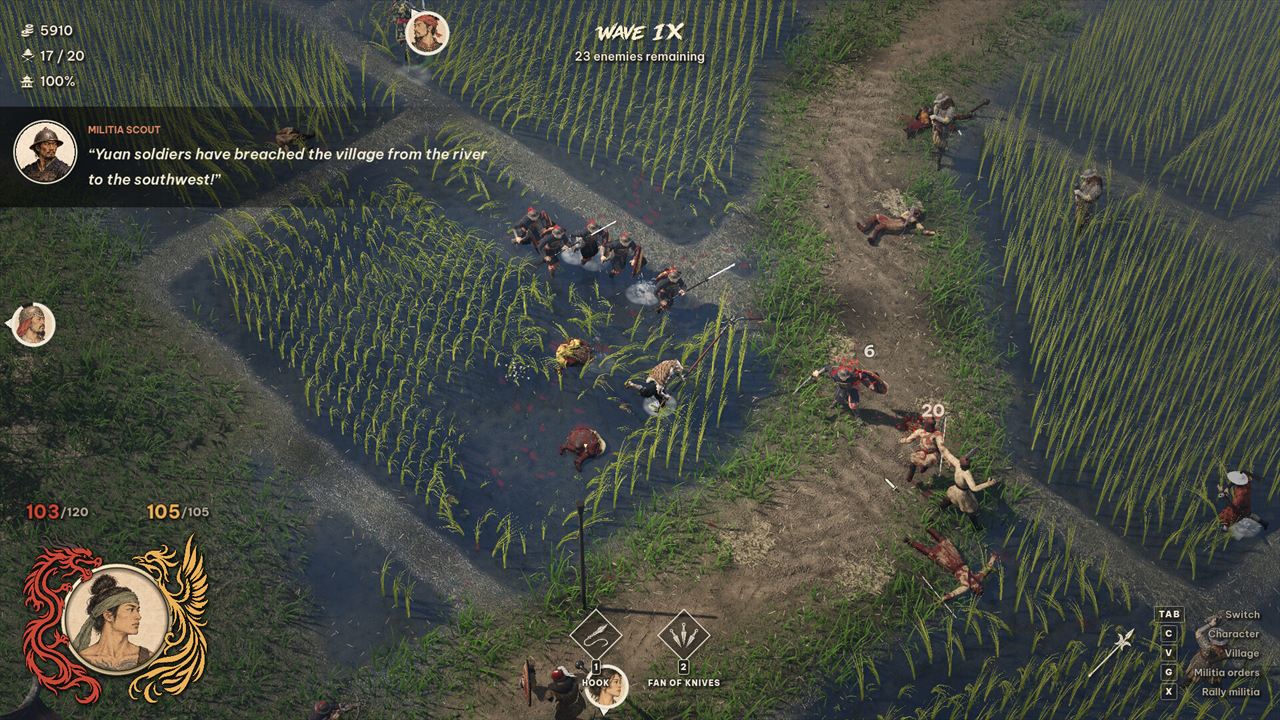 5910
WAVE IX
17 / 20
23 enemies remaining
100%
MILITIA SCOUT
“Yuan soldiers have breached the village from the river
to the southwest!”
6
20
103/120
105/105
TAB Switch
C Character
V Village
G Militia orders
X Rally militia
1
HOOK
2
FAN OF KNIVES